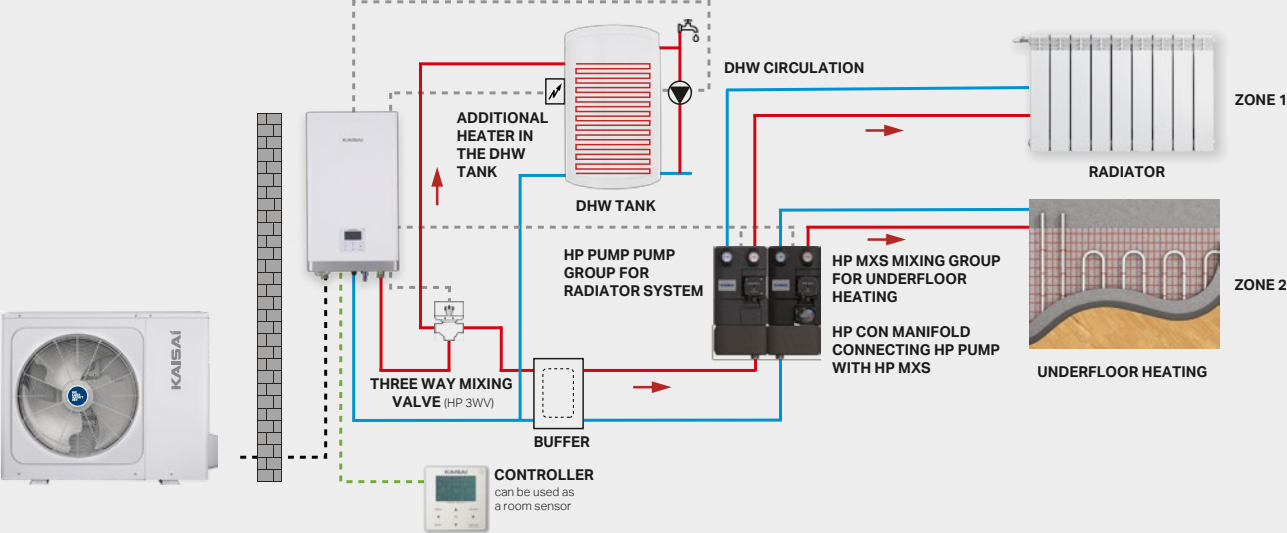 DHW CIRCULATION
ZONE 1
KAISAI
ADDITIONAL
HEATER IN
THE DHW
TANK
RADIATOR
DHW TANK
HP PUMP PUMP
GROUP FOR
RADIATOR SYSTEM
HP MXS MIXING GROUP
FOR UNDERFLOOR
HEATING
ZONE 2
HP CON MANIFOLD
CONNECTING HP PUMP
WITH HP MXS
KAISAI
UNDERFLOOR HEATING
THREE WAY MIXING
VALVE (HP 3WV)
BUFFER
KAISAI
CONTROLLER
can be used as
a room sensor